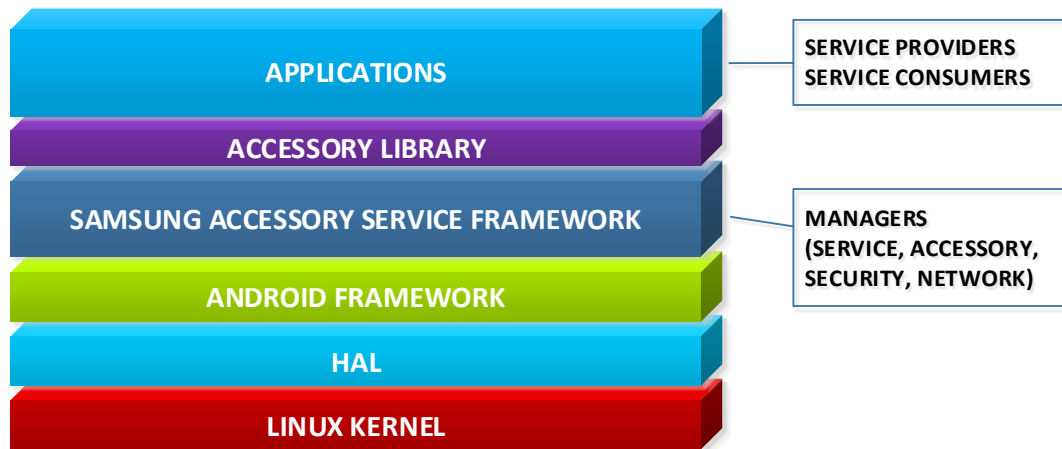 APPLICATIONS
SERVICE PROVIDERS
SERVICE CONSUMERS
ACCESSORY LIBRARY
SAMSUNG ACCESSORY SERVICE FRAMEWORK
MANAGERS
(SERVICE, ACCESSORY,
SECURITY, NETWORK)
ANDROID FRAMEWORK
HAL
LINUX KERNEL